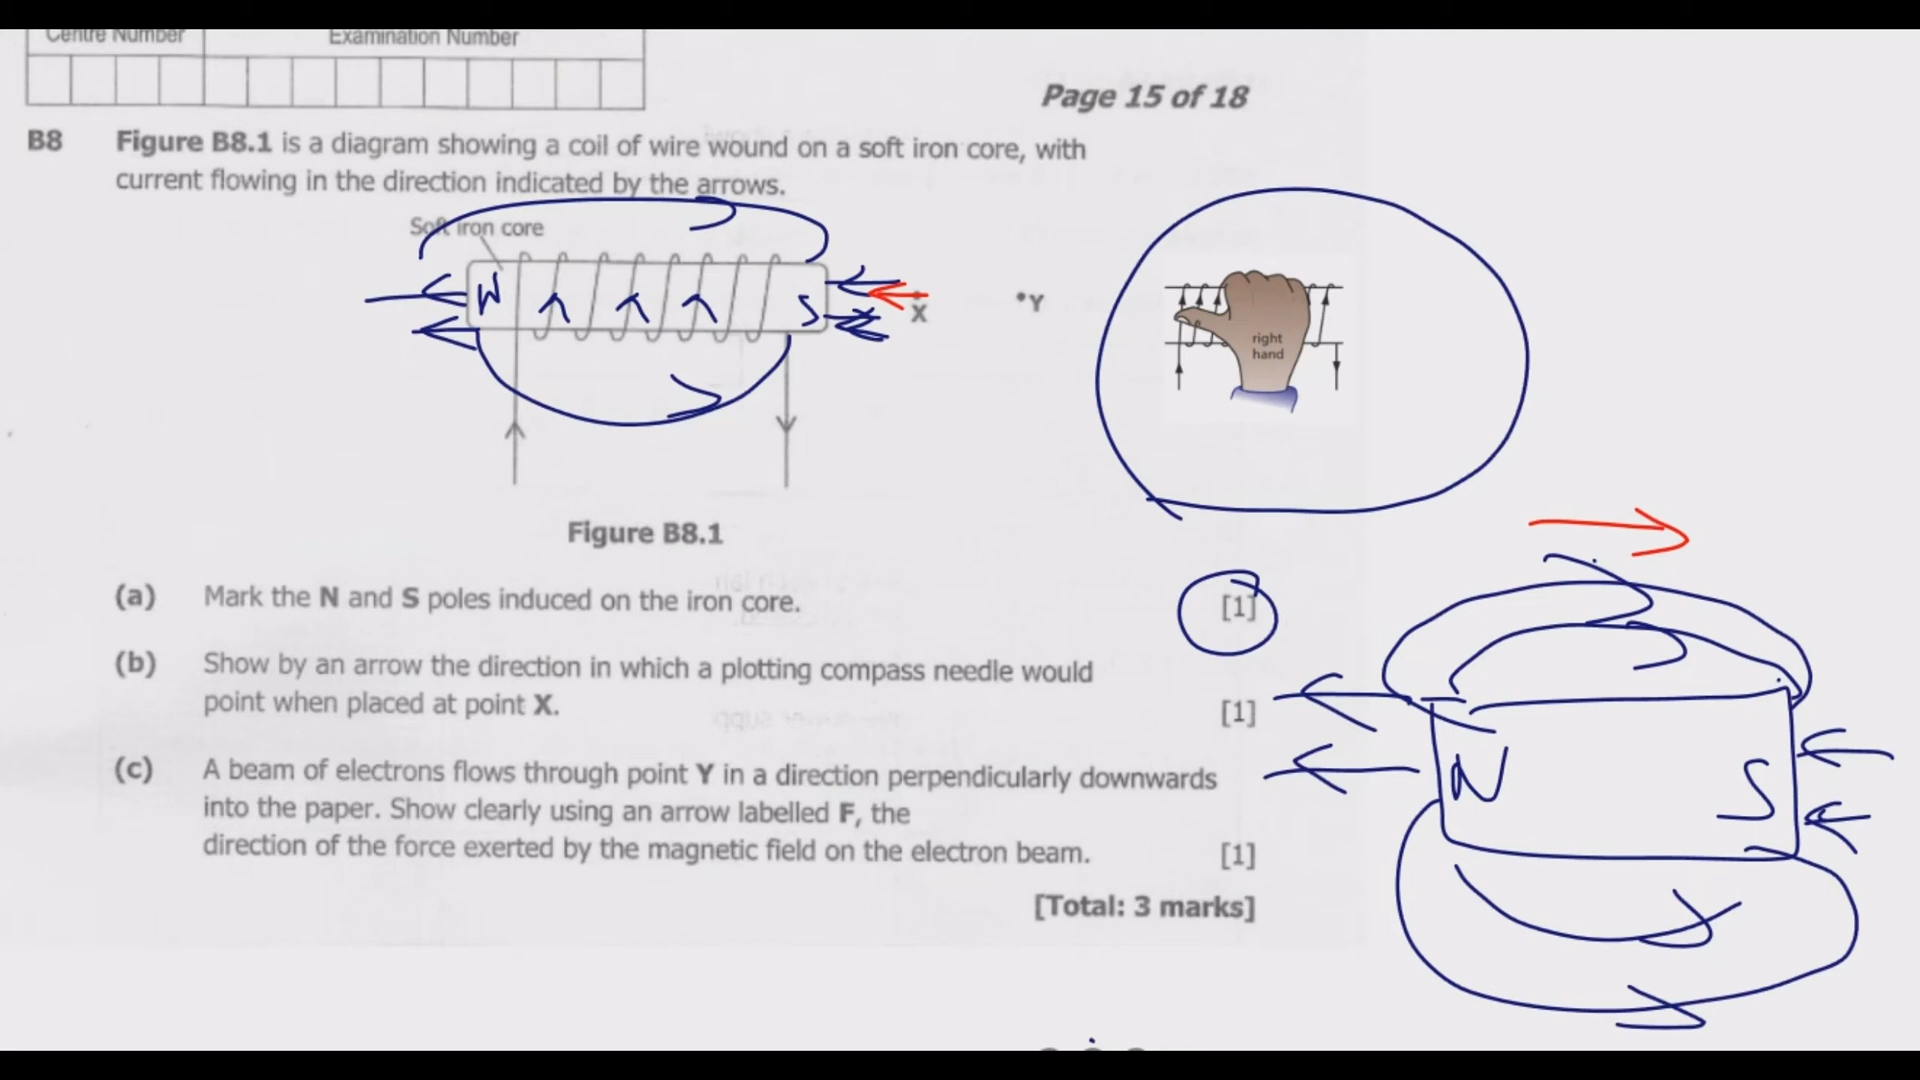 Centre Number Examination Number
Page 15 of 18
B8 Figure B8.1 is a diagram showing a coil of wire wound on a soft iron core, with
current flowing in the direction indicated by the arrows.
Soft iron core
N S
X
Y
right
hand
Figure B8.1
(a) Mark the N and S poles induced on the iron core. [1]
(b) Show by an arrow the direction in which a plotting compass needle would
point when placed at point X. [1]
(c) A beam of electrons flows through point Y in a direction perpendicularly downwards
into the paper. Show clearly using an arrow labelled F, the
direction of the force exerted by the magnetic field on the electron beam. [1]
[Total: 3 marks]
N S